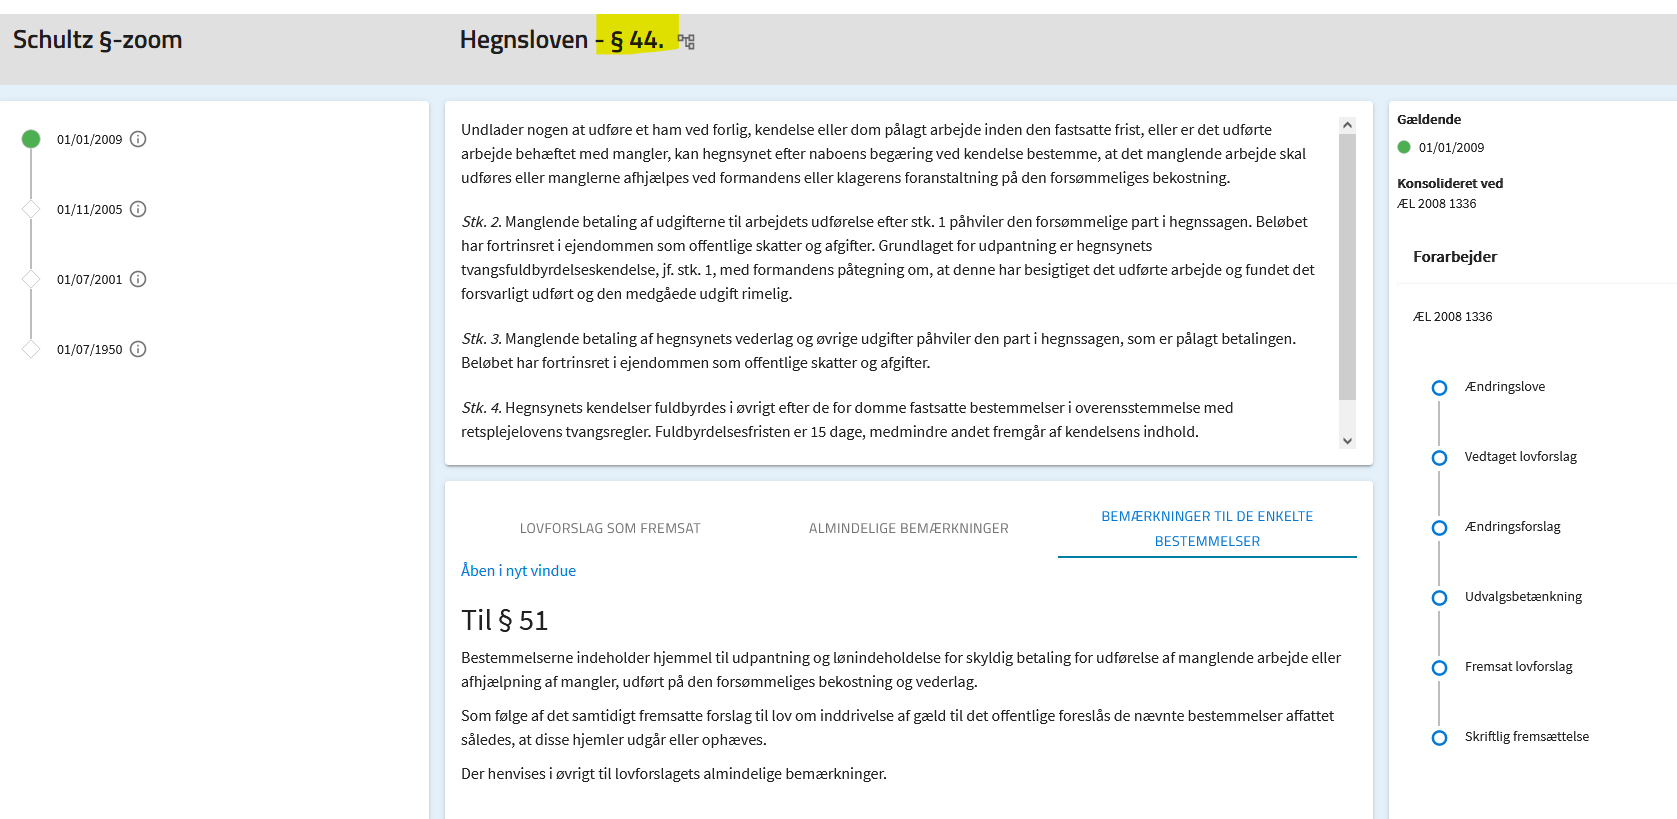 Schultz §-zoom
Hegnsloven - § 44.
01/01/2009
01/11/2005
01/07/2001
01/07/1950
Undlader nogen at udføre et ham ved forlig, kendelse eller dom pålagt arbejde inden den fastsatte frist, eller er det udførte
arbejde behæftet med mangler, kan hegnsynet efter naboens begæring ved kendelse bestemme, at det manglende arbejde skal
udføres eller manglerne afhjælpes ved formandens eller klagerens foranstaltning på den forsømmeliges bekostning.
Stk. 2. Manglende betaling af udgifterne til arbejdets udførelse efter stk. 1 påhviler den forsømmelige part i hegnssagen. Beløbet
har fortrinsret i ejendommen som offentlige skatter og afgifter. Grundlaget for udpantning er hegnsynets
tvangsfuldbyrdelseskendelse, jf. stk. 1, med formandens påtegning om, at denne har besigtiget det udførte arbejde og fundet det
forsvarligt udført og den medgåede udgift rimelig.
Stk. 3. Manglende betaling af hegnsynets vederlag og øvrige udgifter påhviler den part i hegnssagen, som er pålagt betalingen.
Beløbet har fortrinsret i ejendommen som offentlige skatter og afgifter.
Stk. 4. Hegnsynets kendelser fuldbyrdes i øvrigt efter de for domme fastsatte bestemmelser i overensstemmelse med
retsplejelovens tvangsregler. Fuldbyrdelsesfristen er 15 dage, medmindre andet fremgår af kendelsens indhold.
LOVFORSLAG SOM FREMSAT
ALMINDELIGE BEMÆRKNINGER
BEMÆRKNINGER TIL DE ENKELTE
BESTEMMELSER
Åben i nyt vindue
Til § 51
Bestemmelserne indeholder hjemmel til udpantning og lønindeholdelse for skyldig betaling for udførelse af manglende arbejde eller
afhjælpning af mangler, udført på den forsømmeliges bekostning og vederlag.
Som følge af det samtidigt fremsatte forslag til lov om inddrivelse af gæld til det offentlige foreslås de nævnte bestemmelser affattet
således, at disse hjemler udgår eller ophæves.
Der henvises i øvrigt til lovforslagets almindelige bemærkninger.
Gældende
01/01/2009
Konsolideret ved
ÆL 2008 1336
Forarbejder
ÆL 2008 1336
Ændringslove
Vedtaget lovforslag
Ændringsforslag
Udvalgsbetænkning
Fremsat lovforslag
Skriftlig fremsættelse